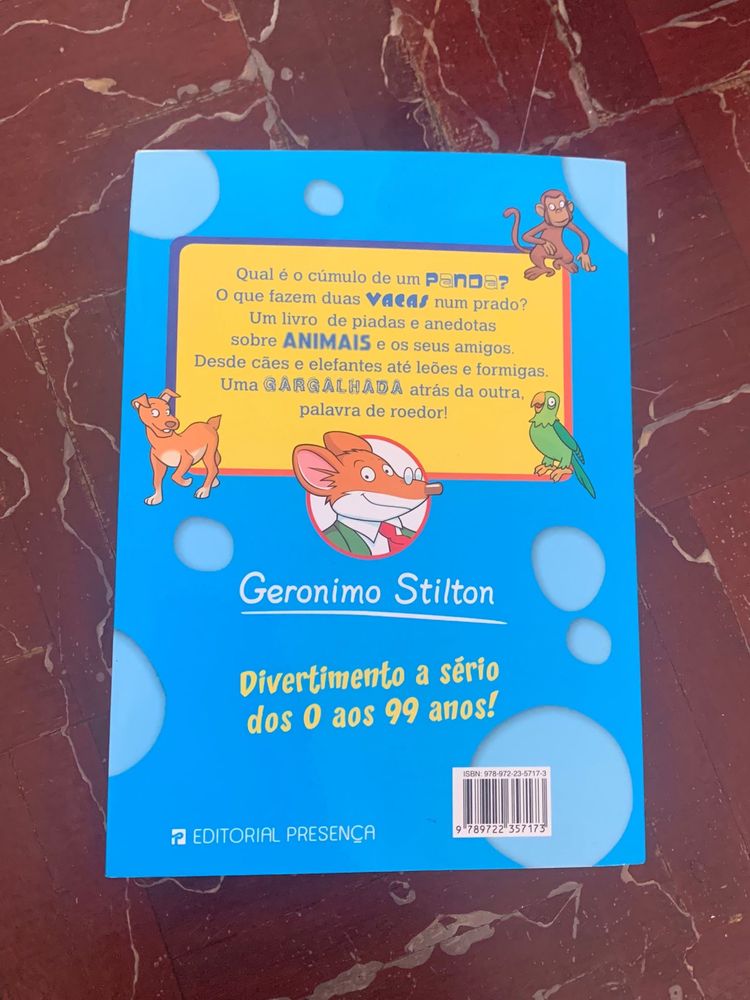 Qual é o cúmulo de um PANDA?
O que fazem duas VACAS num prado?
Um livro de piadas e anedotas
sobre ANIMAIS e os seus amigos.
Desde cães e elefantes até leões e formigas.
Uma GARGALHADA atrás da outra,
palavra de roedor!
Geronimo Stilton
Divertimento a sério
dos 0 aos 99 anos!
ISBN: 978-972-23-5717-3
9 789722 357173
EDITORIAL PRESENÇA